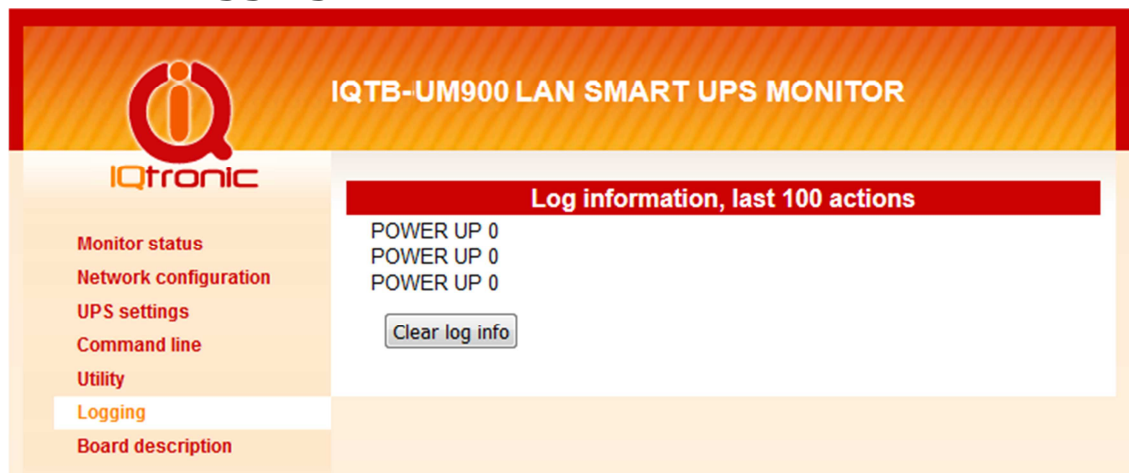 IQTB-UM900 LAN SMART UPS MONITOR
IQtronic
Monitor status
Network configuration
UPS settings
Command line
Utility
Logging
Board description
Log information, last 100 actions
POWER UP 0
POWER UP 0
POWER UP 0
Clear log info